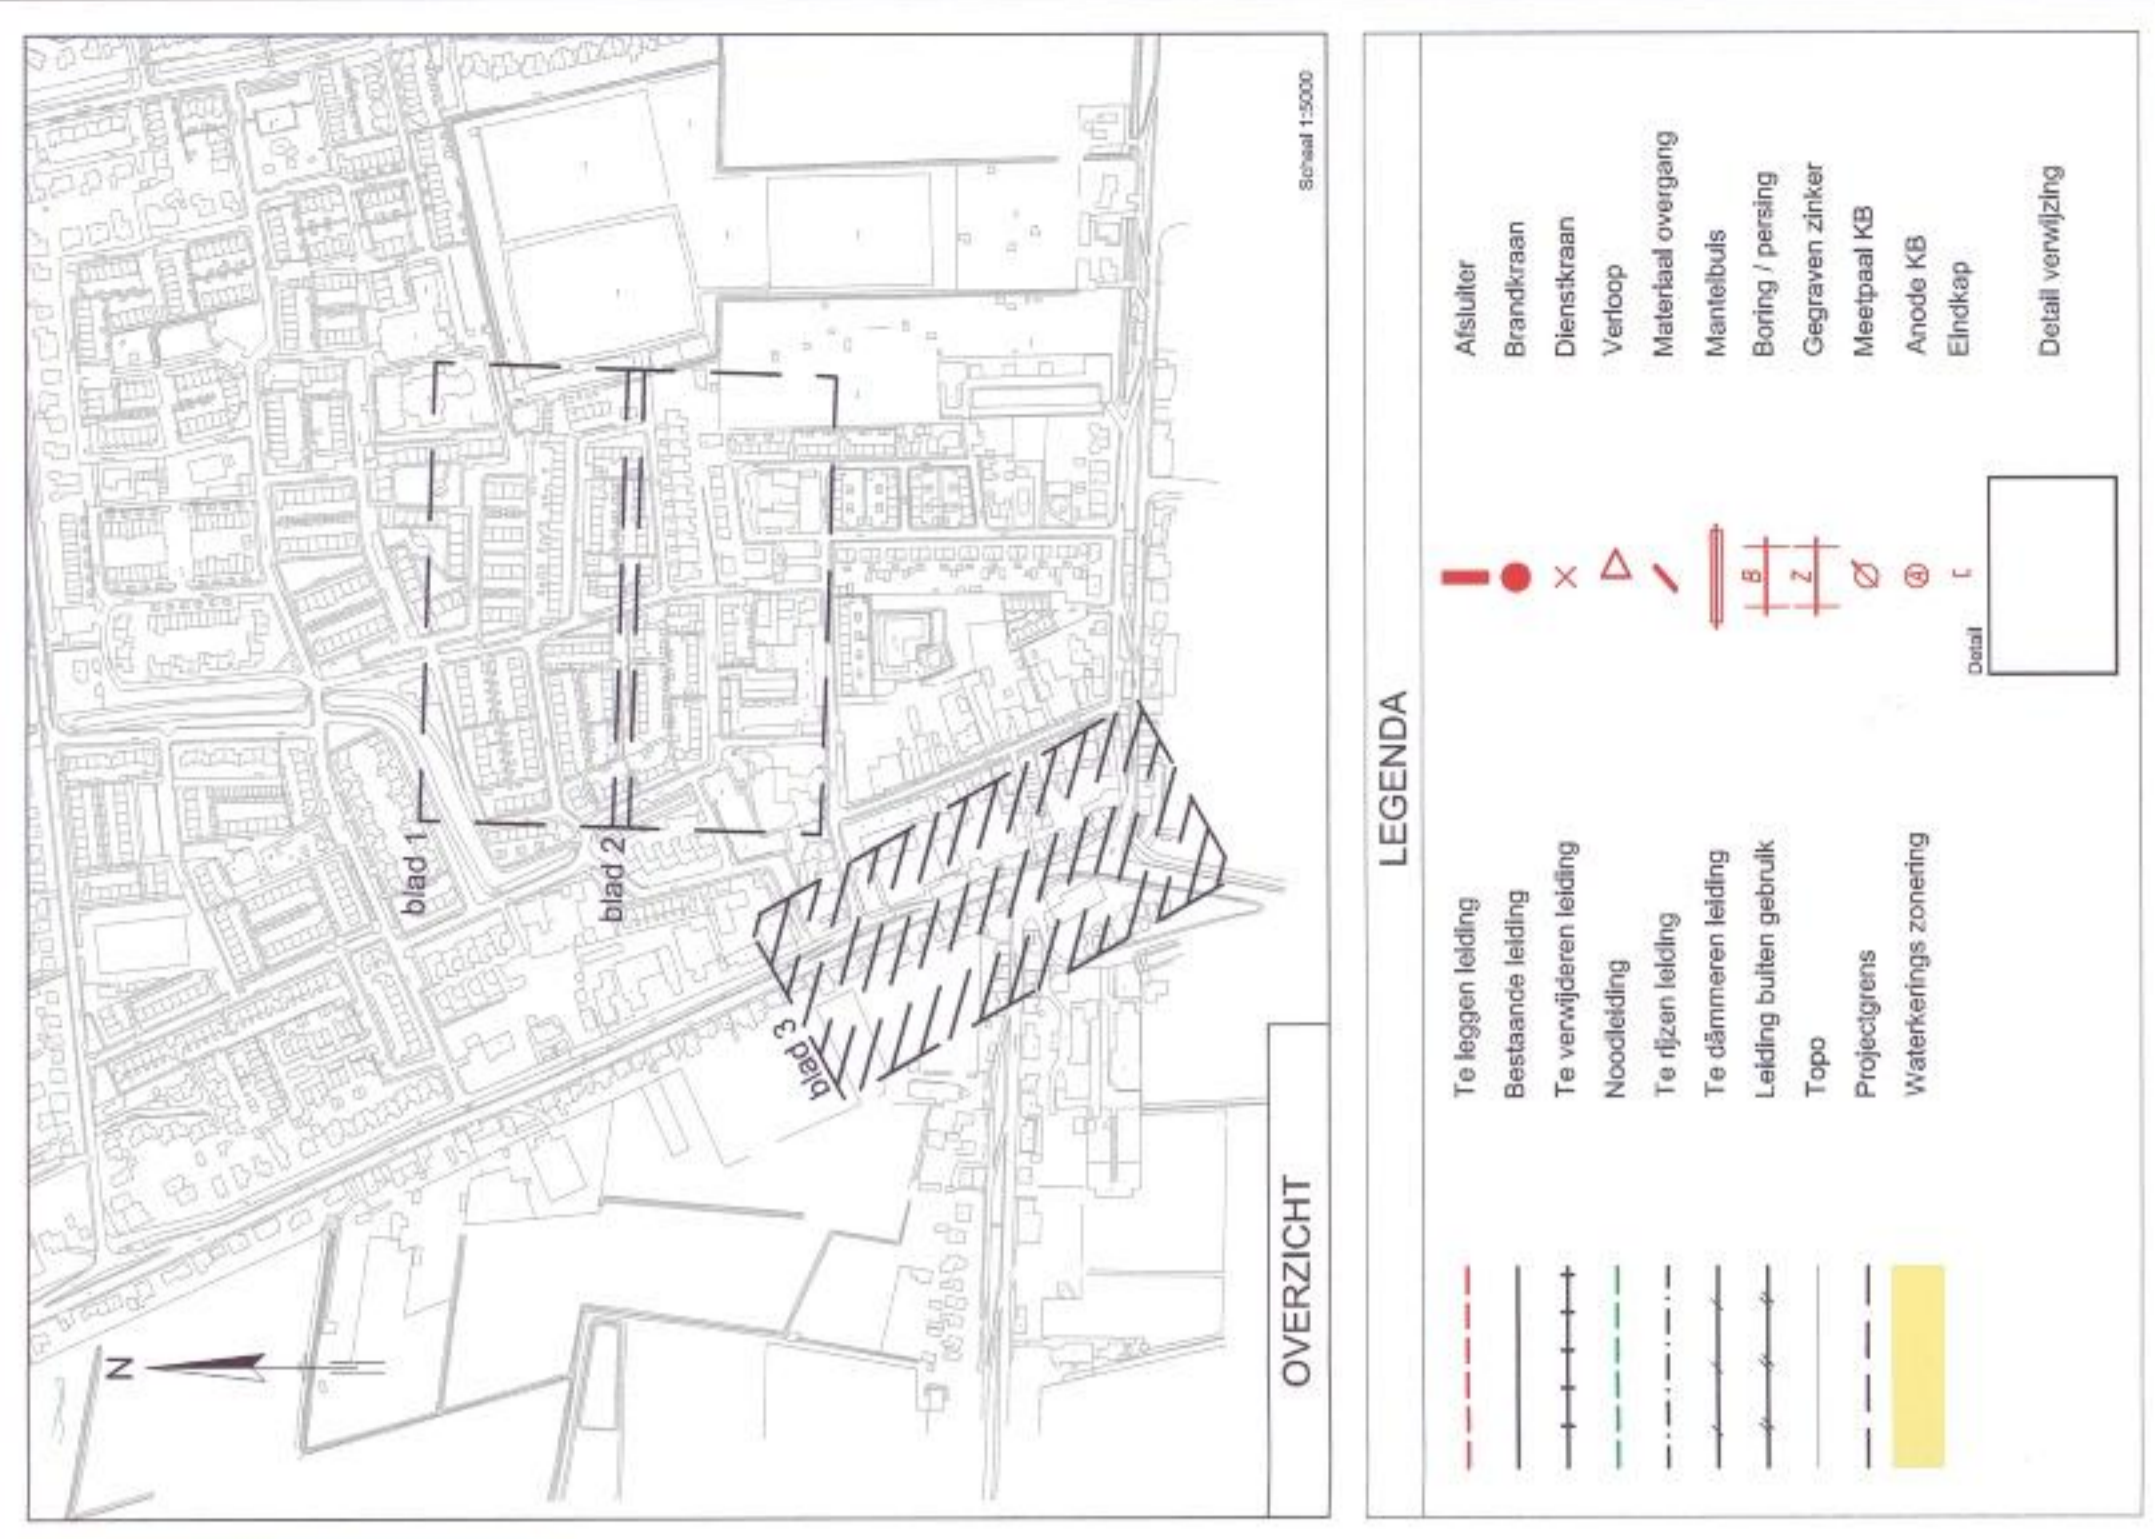 blad 1
blad 2
blad 3
N
Schaal 1:5000
OVERZICHT
LEGENDA
Te leggen leiding
Bestaande leiding
Te verwijderen leiding
Noodleiding
Te rijzen leiding
Te dämmeren leiding
Leiding buiten gebruik
Topo
Projectgrens
Waterkerings zonering
Afsluiter
Brandkraan
Dienstkraan
Verloop
Materiaal overgang
Mantelbuis
B
Boring / persing
Z
Gegraven zinker
Meetpaal KB
A
Anode KB
Eindkap
Detail
Detail verwijzing